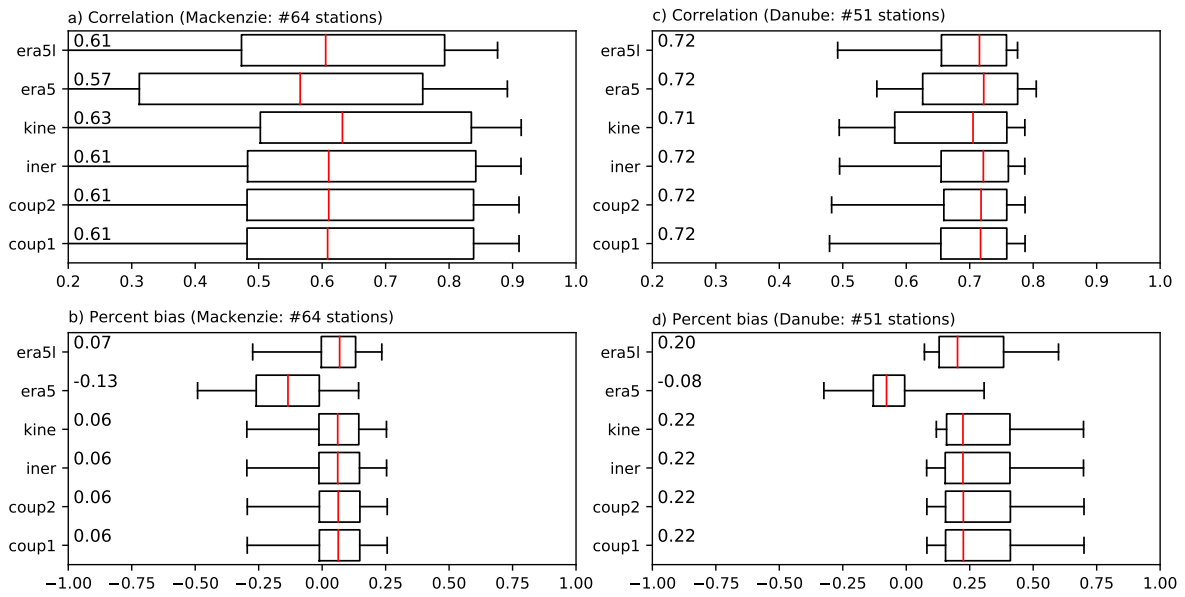 a) Correlation (Mackenzie: #64 stations)
era5l 0.61
era5 0.57
kine 0.63
iner 0.61
coup2 0.61
coup1 0.61
0.2 0.3 0.4 0.5 0.6 0.7 0.8 0.9 1.0
c) Correlation (Danube: #51 stations)
era5l 0.72
era5 0.72
kine 0.71
iner 0.72
coup2 0.72
coup1 0.72
0.2 0.3 0.4 0.5 0.6 0.7 0.8 0.9 1.0
b) Percent bias (Mackenzie: #64 stations)
era5l 0.07
era5 -0.13
kine 0.06
iner 0.06
coup2 0.06
coup1 0.06
−1.00 −0.75 −0.50 −0.25 0.00 0.25 0.50 0.75 1.00
d) Percent bias (Danube: #51 stations)
era5l 0.20
era5 -0.08
kine 0.22
iner 0.22
coup2 0.22
coup1 0.22
−1.00 −0.75 −0.50 −0.25 0.00 0.25 0.50 0.75 1.00